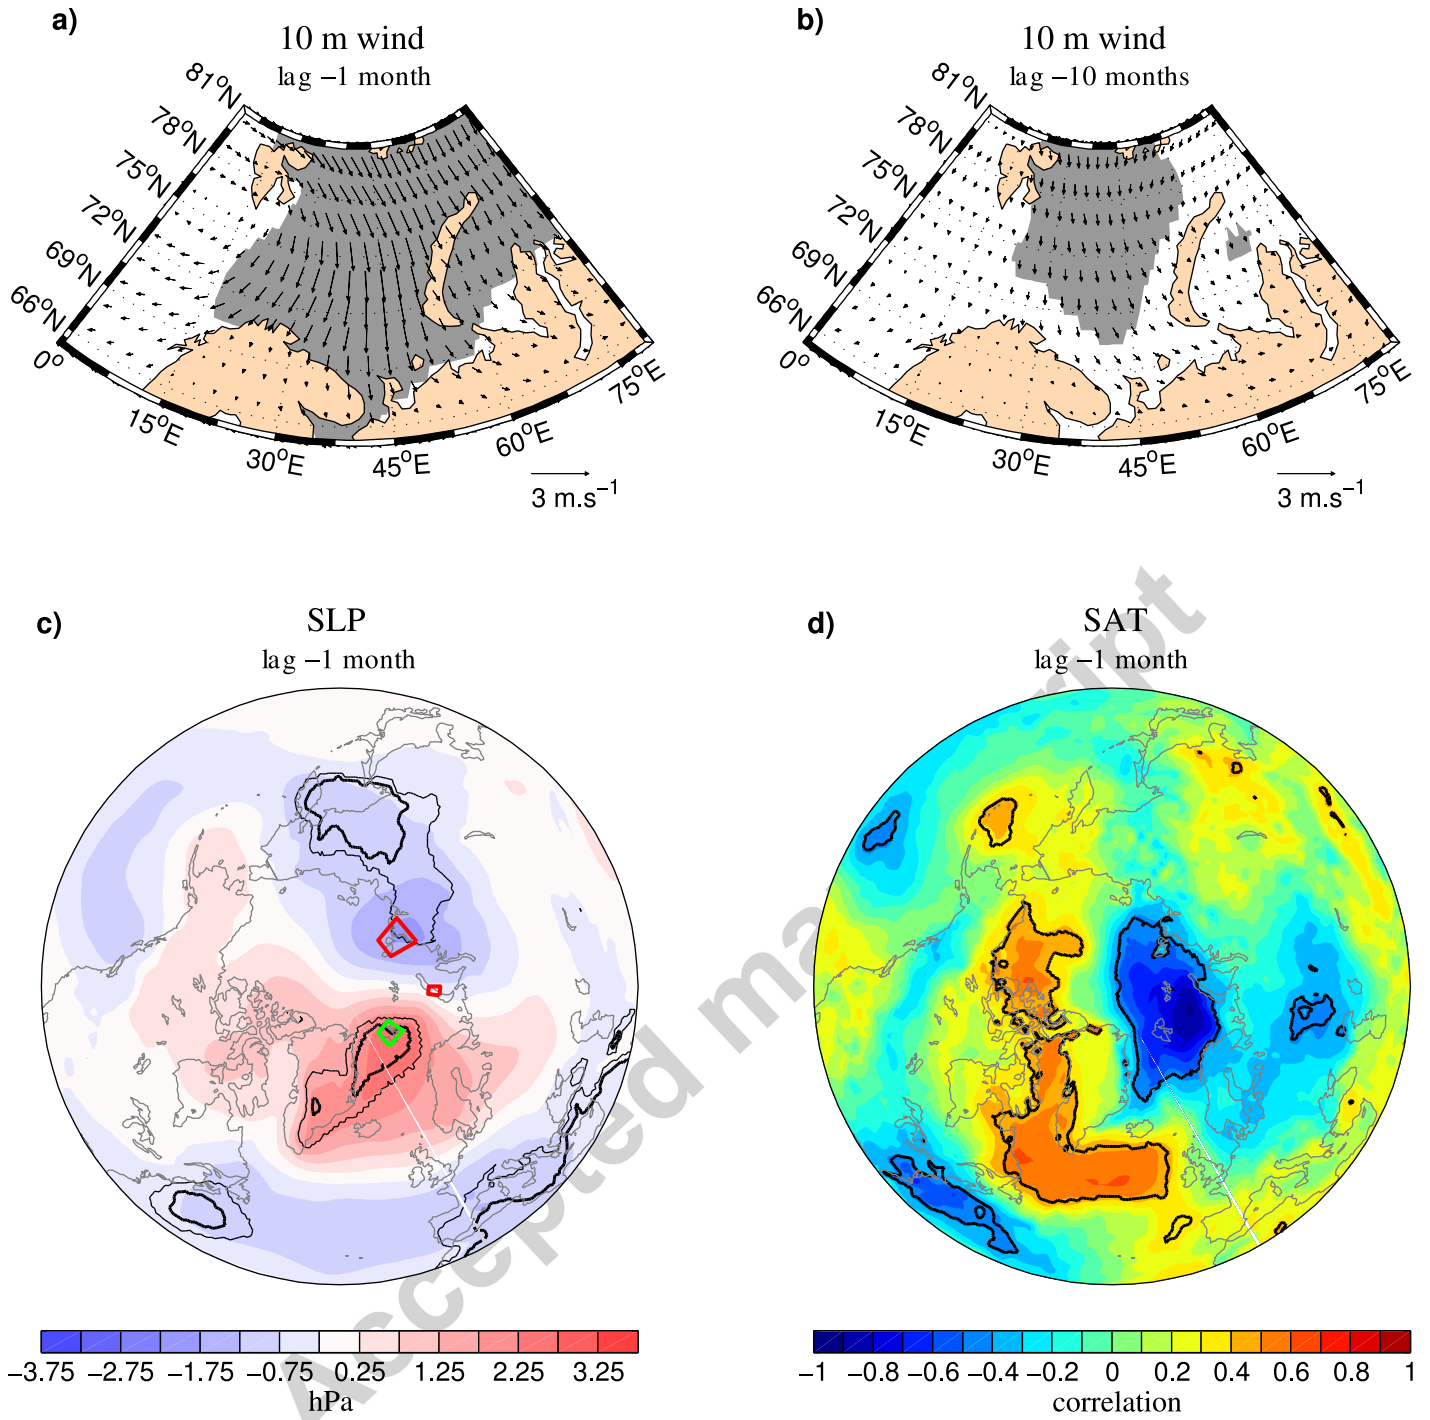 a)
10 m wind
lag −1 month
81°N
78°N
75°N
72°N
69°N
66°N
0°
15°E
30°E
45°E
60°E
75°E
3 m.s⁻¹
b)
10 m wind
lag −10 months
81°N
78°N
75°N
72°N
69°N
66°N
0°
15°E
30°E
45°E
60°E
75°E
3 m.s⁻¹
c)
SLP
lag −1 month
−3.75 −2.75 −1.75 −0.75 0.25 1.25 2.25 3.25
hPa
d)
SAT
lag −1 month
−1 −0.8 −0.6 −0.4 −0.2 0 0.2 0.4 0.6 0.8 1
correlation
Accepted manuscript